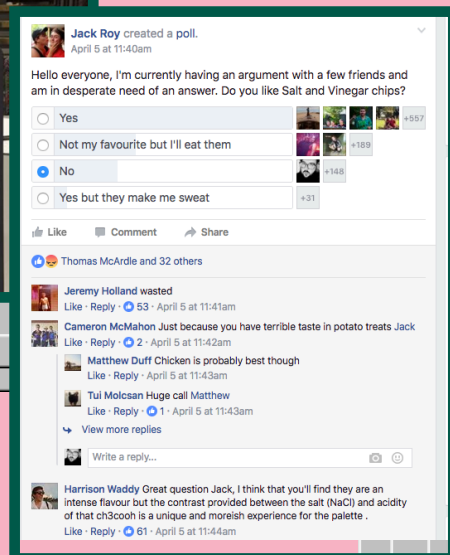 Jack Roy created a poll.
April 5 at 11:40am
Hello everyone, I'm currently having an argument with a few friends and
am in desperate need of an answer. Do you like Salt and Vinegar chips?
Yes +557
Not my favourite but I'll eat them +189
No +148
Yes but they make me sweat +31
Like Comment Share
Thomas McArdle and 32 others
Jeremy Holland wasted
Like · Reply · 53 · April 5 at 11:41am
Cameron McMahon Just because you have terrible taste in potato treats Jack
Like · Reply · 2 · April 5 at 11:42am
Matthew Duff Chicken is probably best though
Like · Reply · April 5 at 11:43am
Tui Molcsan Huge call Matthew
Like · Reply · 1 · April 5 at 11:43am
View more replies
Write a reply...
Harrison Waddy Great question Jack, I think that you'll find they are an
intense flavour but the contrast provided between the salt (NaCl) and acidity
of that ch3cooh is a unique and moreish experience for the palette .
Like · Reply · 61 · April 5 at 11:44am